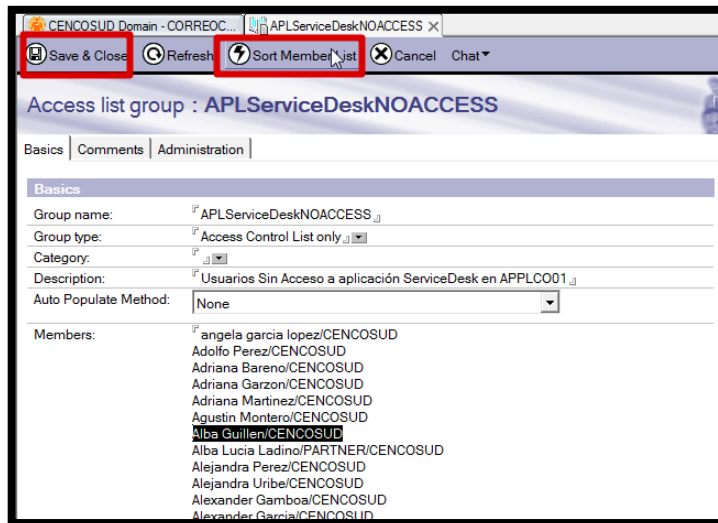 CENCOSUD Domain - CORREOC... APLServiceDeskNOACCESS
Save & Close Refresh Sort Member List Cancel Chat
Access list group : APLServiceDeskNOACCESS
Basics Comments Administration
Basics
Group name: APLServiceDeskNOACCESS
Group type: Access Control List only
Category:
Description: Usuarios Sin Acceso a aplicación ServiceDesk en APPLCO01
Auto Populate Method: None
Members: angela garcia lopez/CENCOSUD
Adolfo Perez/CENCOSUD
Adriana Bareno/CENCOSUD
Adriana Garzon/CENCOSUD
Adriana Martinez/CENCOSUD
Agustin Montero/CENCOSUD
Alba Guillen/CENCOSUD
Alba Lucia Ladino/PARTNER/CENCOSUD
Alejandra Perez/CENCOSUD
Alejandra Uribe/CENCOSUD
Alexander Gamboa/CENCOSUD
Alexander Garcia/CENCOSUD